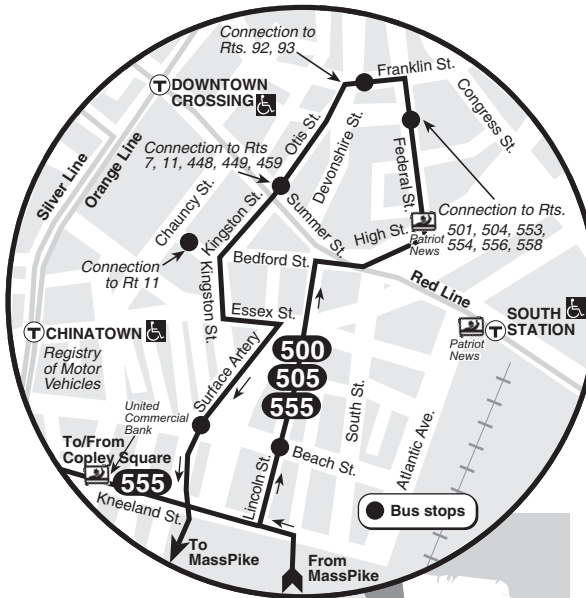 Connection to
Rts. 92, 93
Franklin St.
Congress St.
DOWNTOWN
CROSSING
T
Otis St.
Devonshire St.
Federal St.
Connection to Rts
7, 11, 448, 449, 459
Silver Line
Orange Line
Chauncy St.
Kingston St.
Summer St.
High St.
Patriot
News
Connection to Rts.
501, 504, 553,
554, 556, 558
Connection
to Rt 11
Kingston St.
Bedford St.
Red Line
Essex St.
T
CHINATOWN
Registry
of Motor
Vehicles
T
SOUTH
STATION
Patriot
News
500
505
555
Surface Artery
South St.
Atlantic Ave.
United
Commercial
Bank
To/From
Copley Square
555
Kneeland St.
Lincoln St.
Beach St.
Bus stops
To
MassPike
From
MassPike